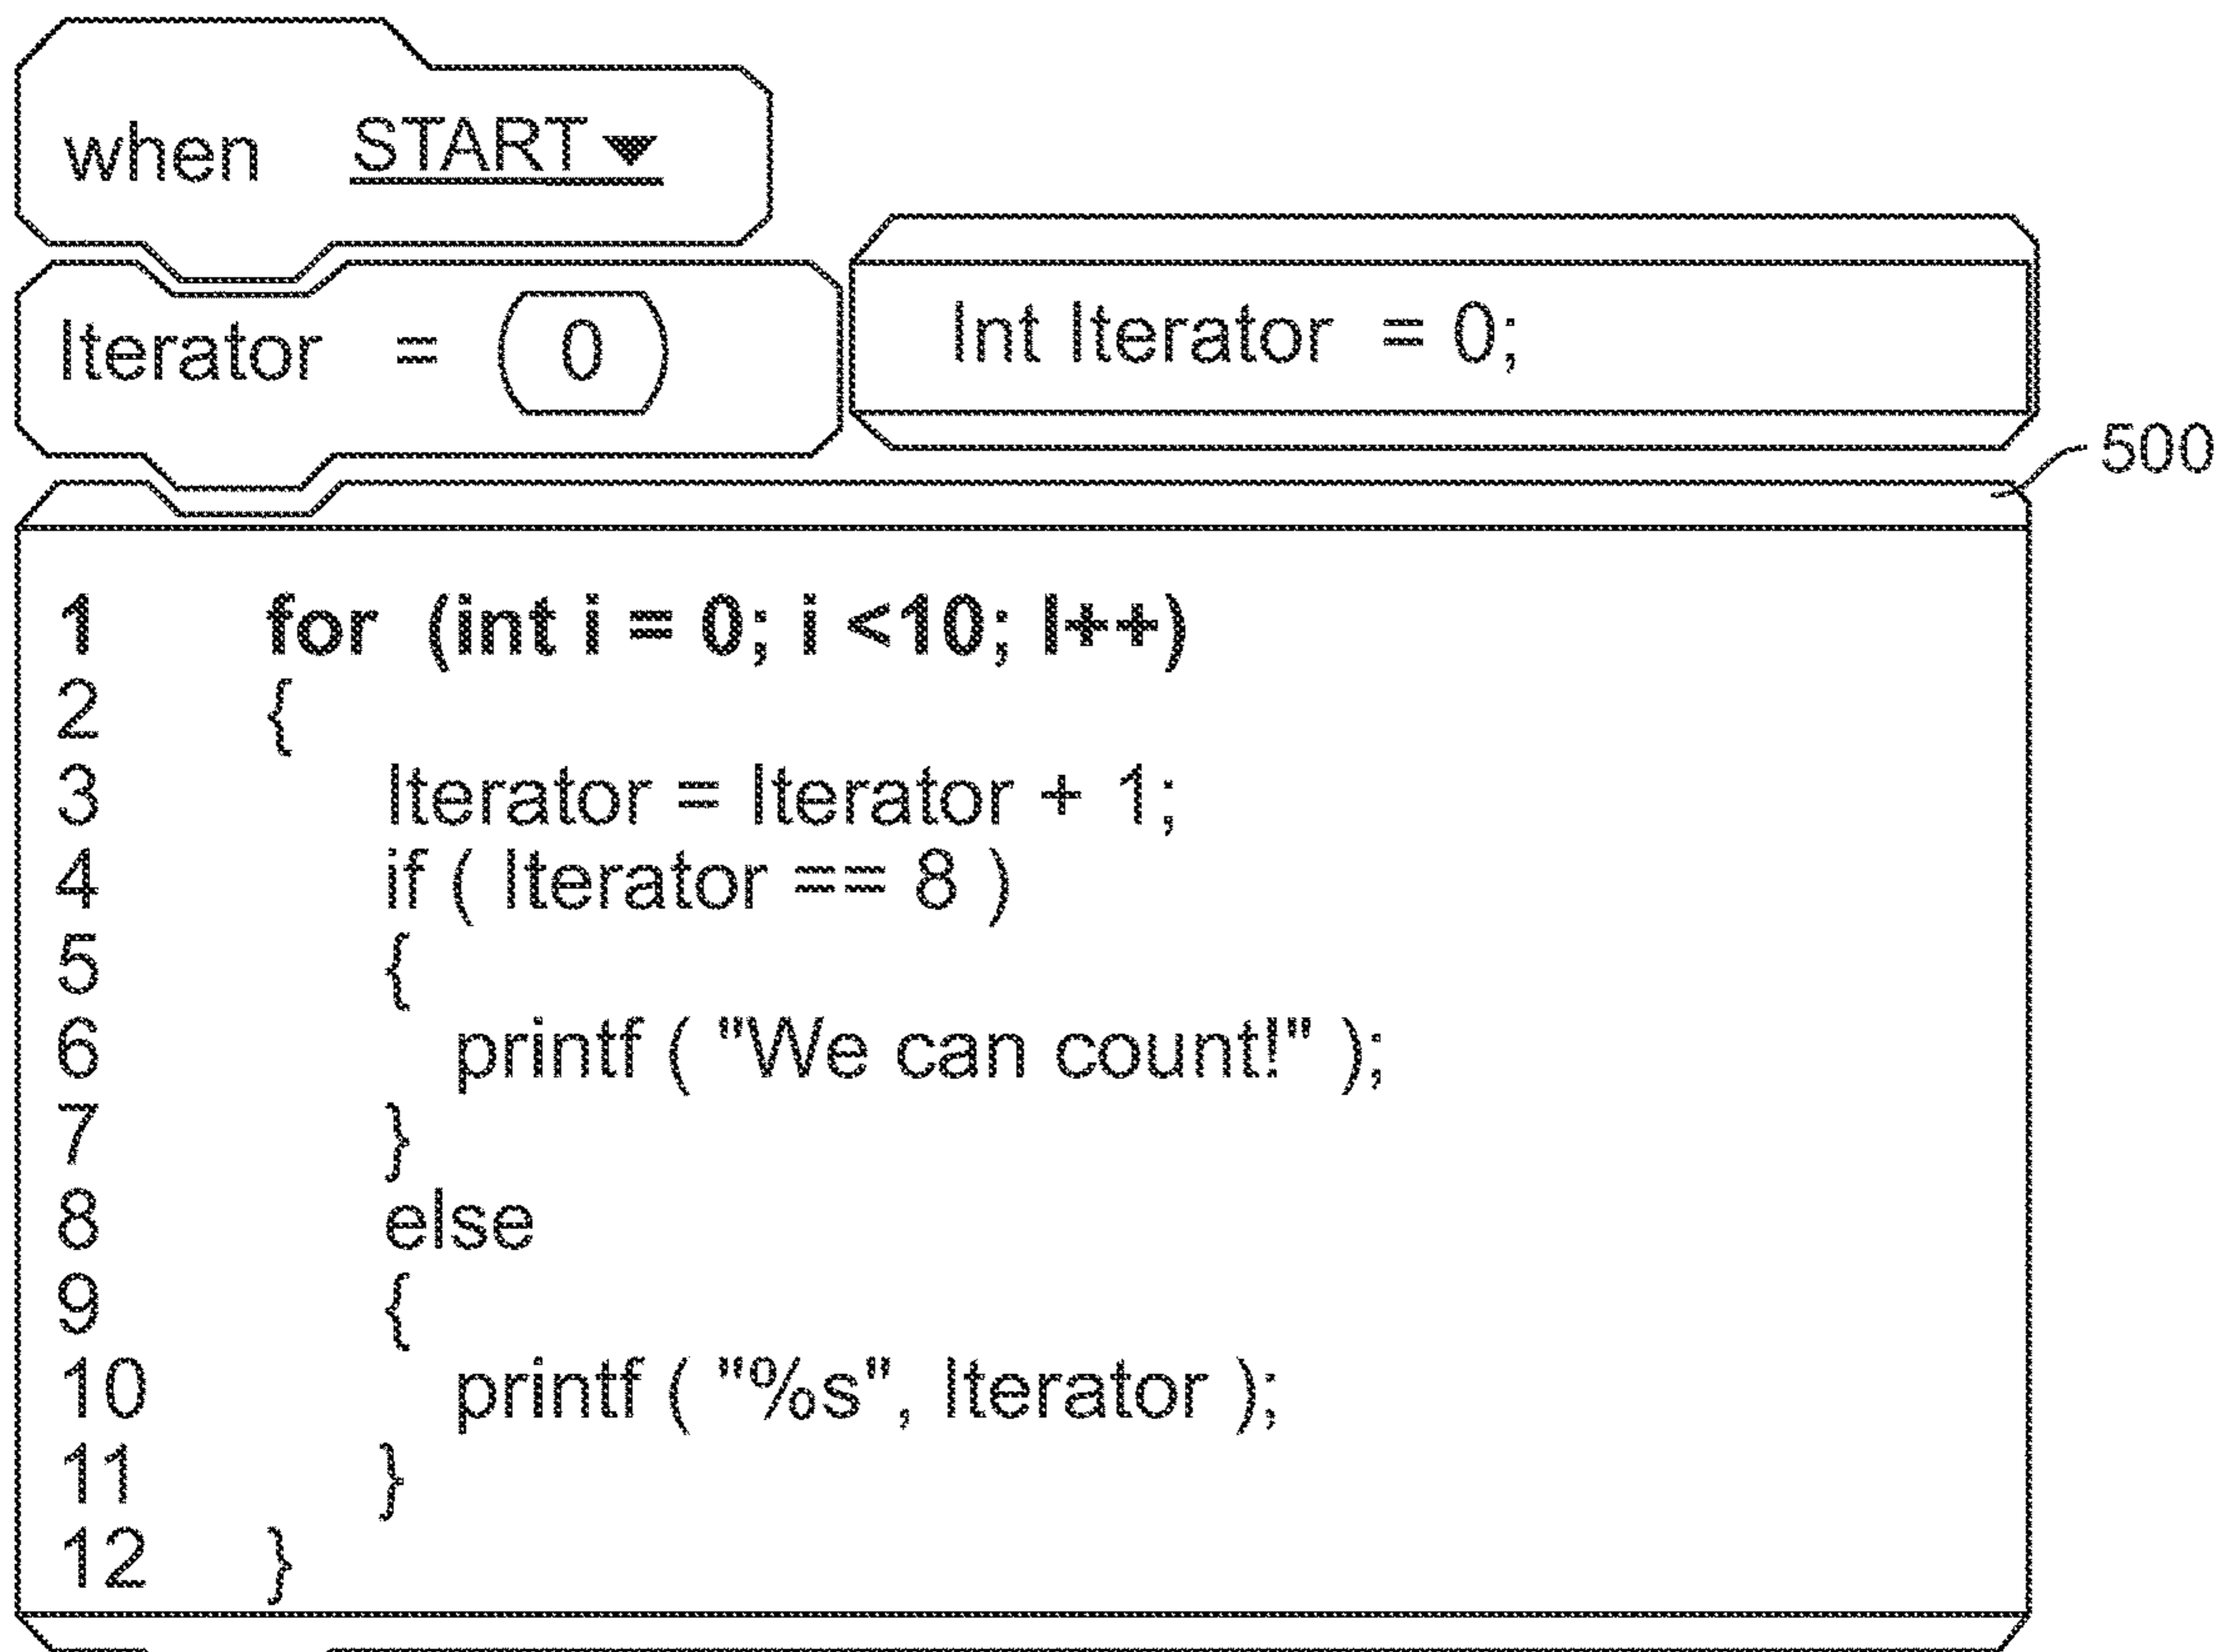 when START
Iterator = 0
Int Iterator = 0;
500
1 for (int i = 0; i <10; I++)
2 {
3 Iterator = Iterator + 1;
4 if ( Iterator == 8 )
5 {
6 printf ( "We can count!" );
7 }
8 else
9 {
10 printf ( "%s", Iterator );
11 }
12 }